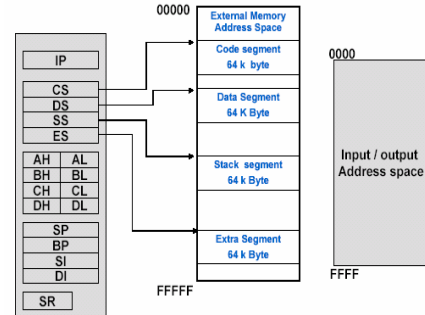 IP
CS
DS
SS
ES
AH AL
BH BL
CH CL
DH DL
SP
BP
SI
DI
SR
00000
External Memory
Address Space
Code segment
64 k byte
Data Segment
64 K Byte
Stack segment
64 k Byte
Extra Segment
64 k Byte
FFFFF
0000
Input / output
Address space
FFFF